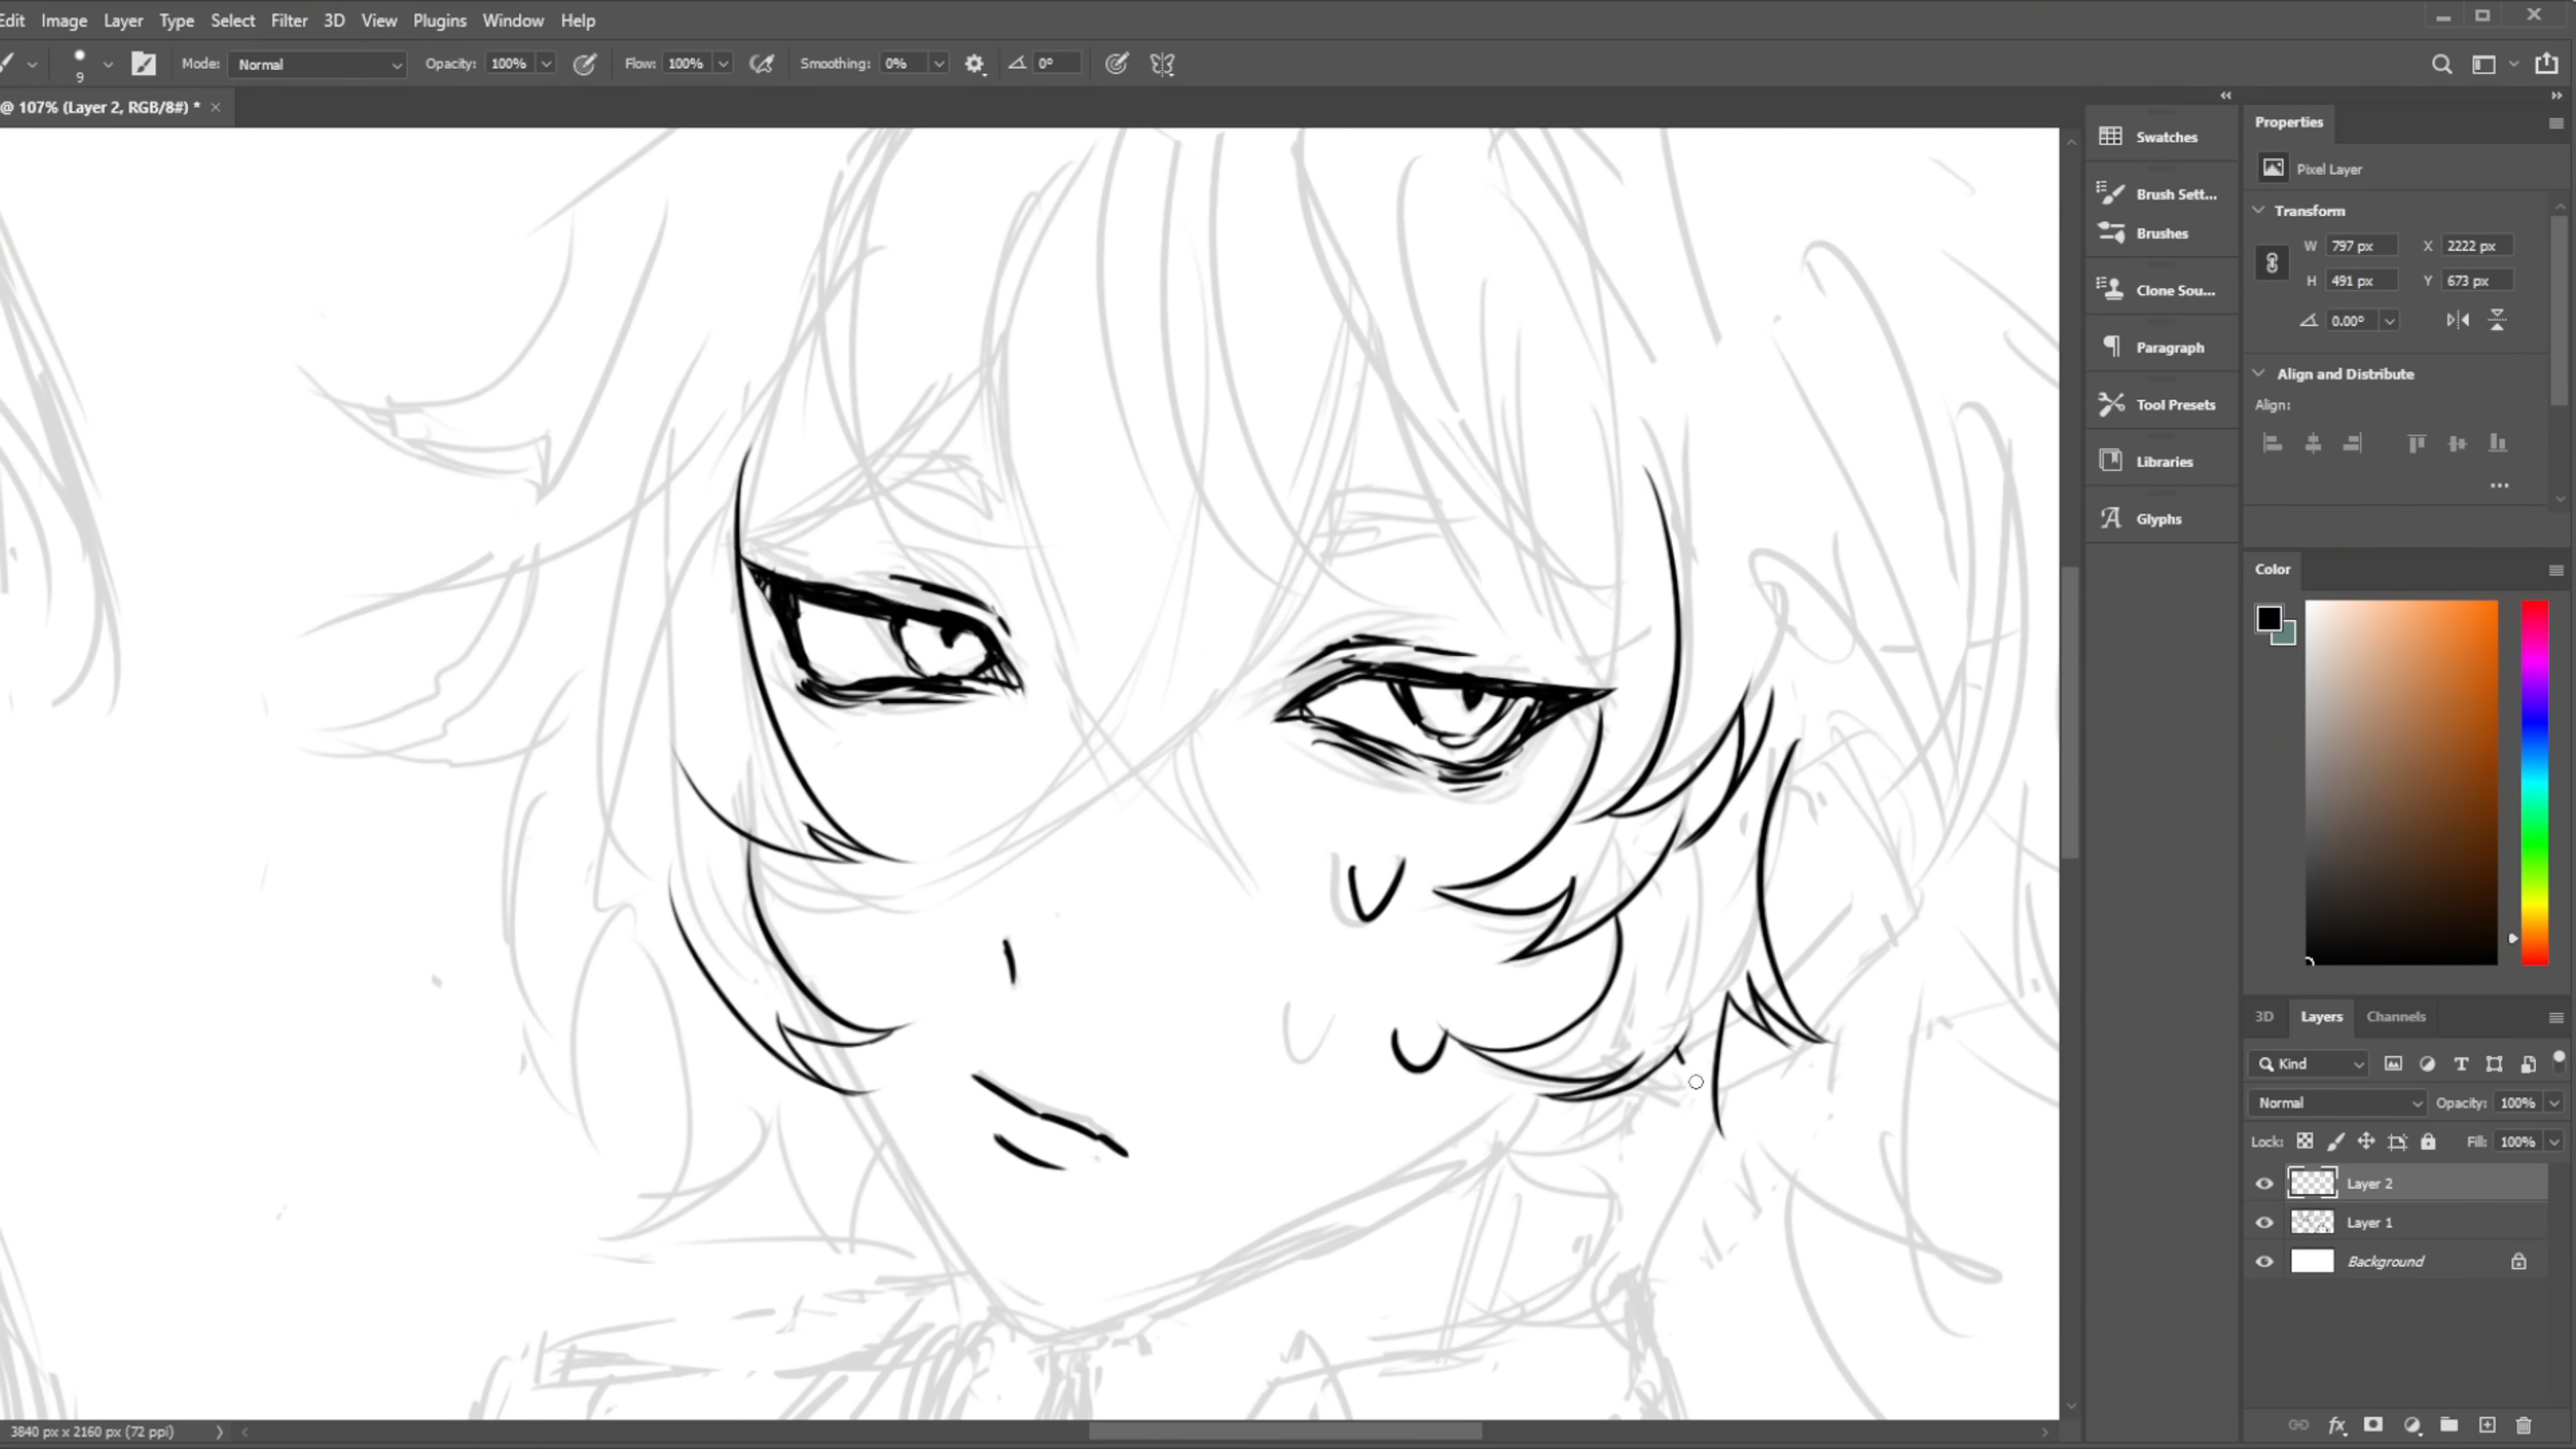 Edit Image Layer Type Select Filter 3D View Plugins Window Help
9 Mode: Normal Opacity: 100% Flow: 100% Smoothing: 0% 0°
@ 107% (Layer 2, RGB/8#) * ×
Swatches
Brush Sett...
Brushes
Clone Sou...
Paragraph
Tool Presets
Libraries
Glyphs
Properties
Pixel Layer
Transform
W 797 px X 2222 px
H 491 px Y 673 px
0.00°
Align and Distribute
Align:
Color
3D Layers Channels
Kind
Normal Opacity: 100%
Lock: Fill: 100%
Layer 2
Layer 1
Background
fx
3840 px x 2160 px (72 ppi)